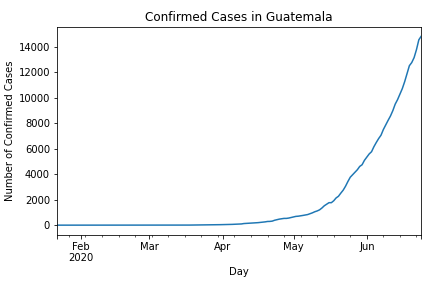 Confirmed Cases in Guatemala
Number of Confirmed Cases
14000
12000
10000
8000
6000
4000
2000
0
Feb
2020
Mar
Apr
May
Jun
Day